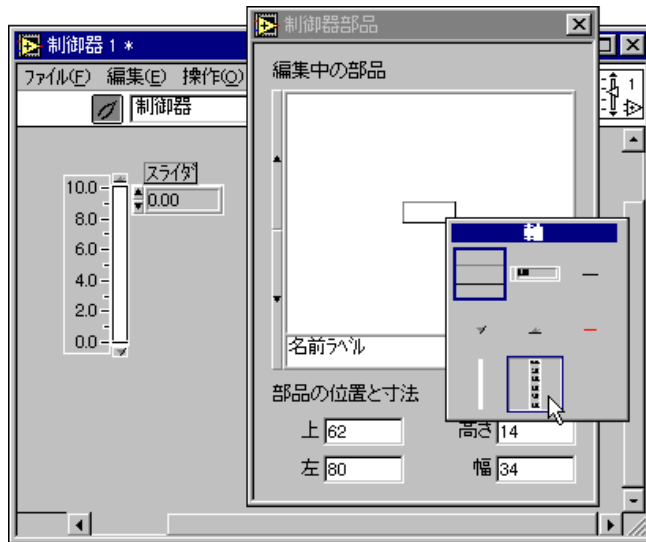 制御器 1 *
ﾌｧｲﾙ(F) 編集(E) 操作(O)
制御器
1
10.0
8.0
6.0
4.0
2.0
0.0
ｽﾗｲﾀﾞ
0.00
制御器部品
編集中の部品
軸
名前ﾗﾍﾞﾙ
部品の位置と寸法
上 62
高さ 14
左 80
幅 34